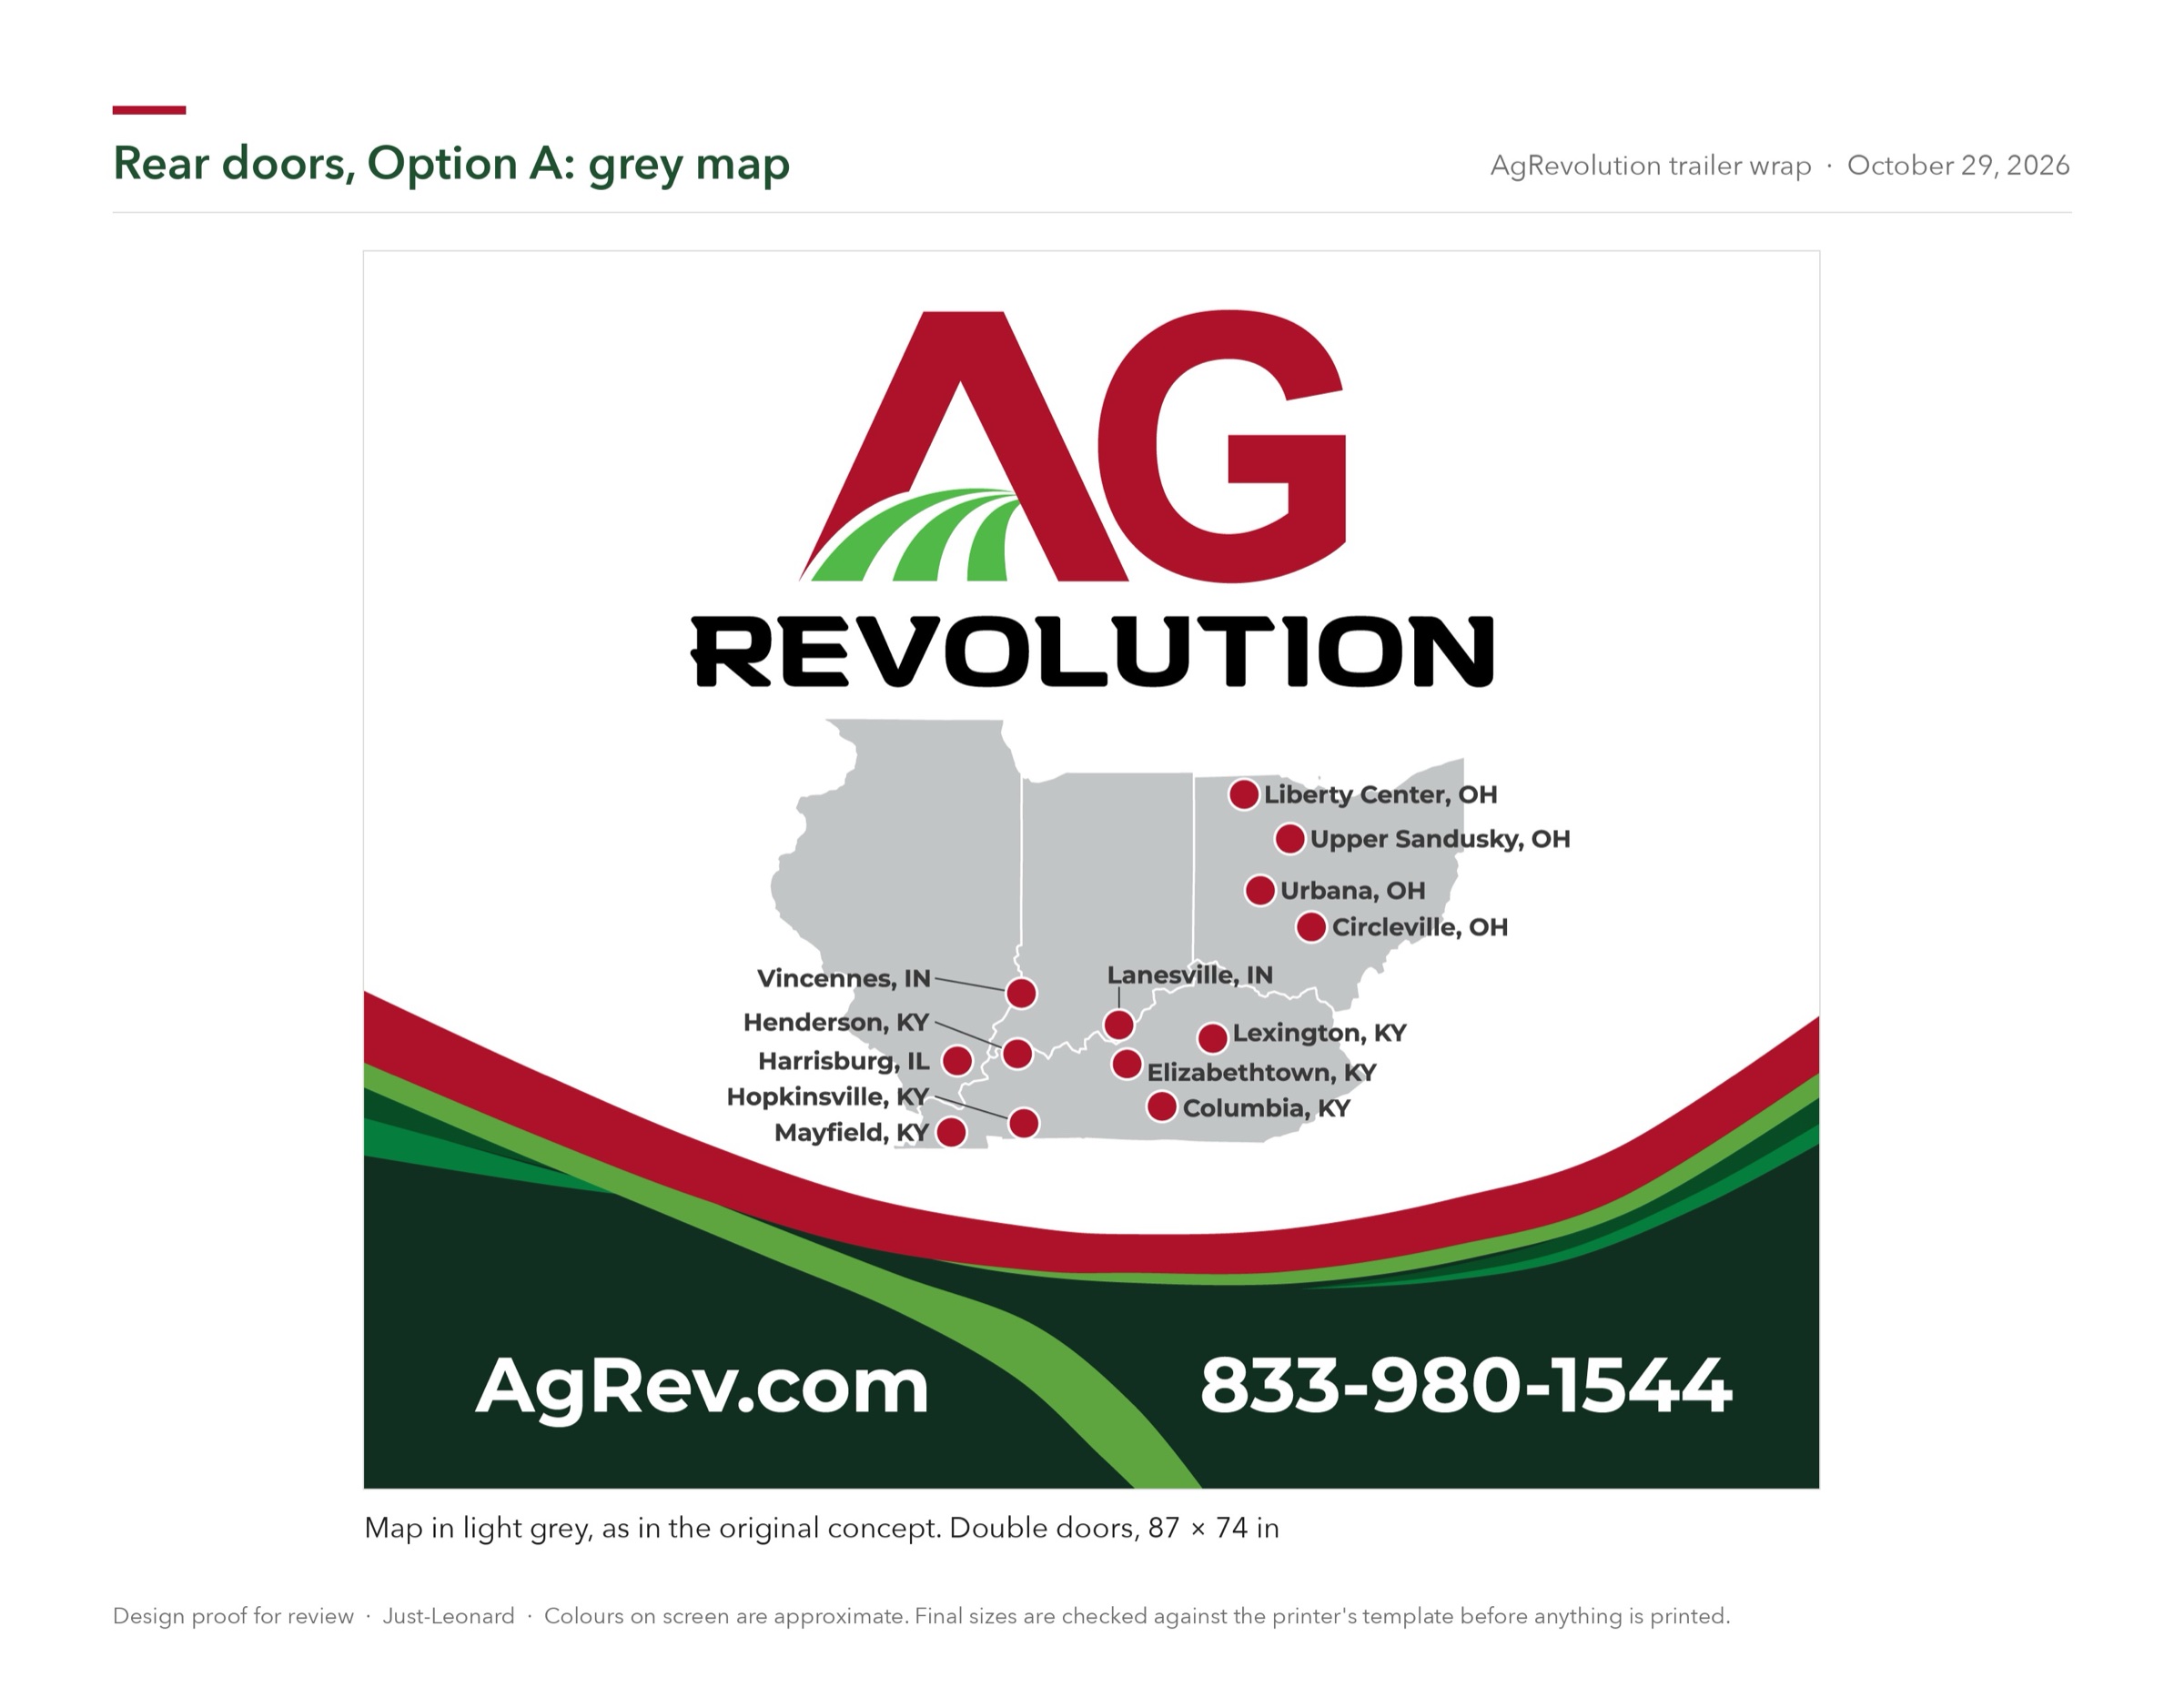 Rear doors, Option A: grey map
AgRevolution trailer wrap · October 29, 2026
AG
REVOLUTION
Liberty Center, OH
Upper Sandusky, OH
Urbana, OH
Circleville, OH
Vincennes, IN
Lanesville, IN
Henderson, KY
Lexington, KY
Harrisburg, IL
Elizabethtown, KY
Hopkinsville, KY
Columbia, KY
Mayfield, KY
AgRev.com
833-980-1544
Map in light grey, as in the original concept. Double doors, 87 × 74 in
Design proof for review · Just-Leonard · Colours on screen are approximate. Final sizes are checked against the printer's template before anything is printed.